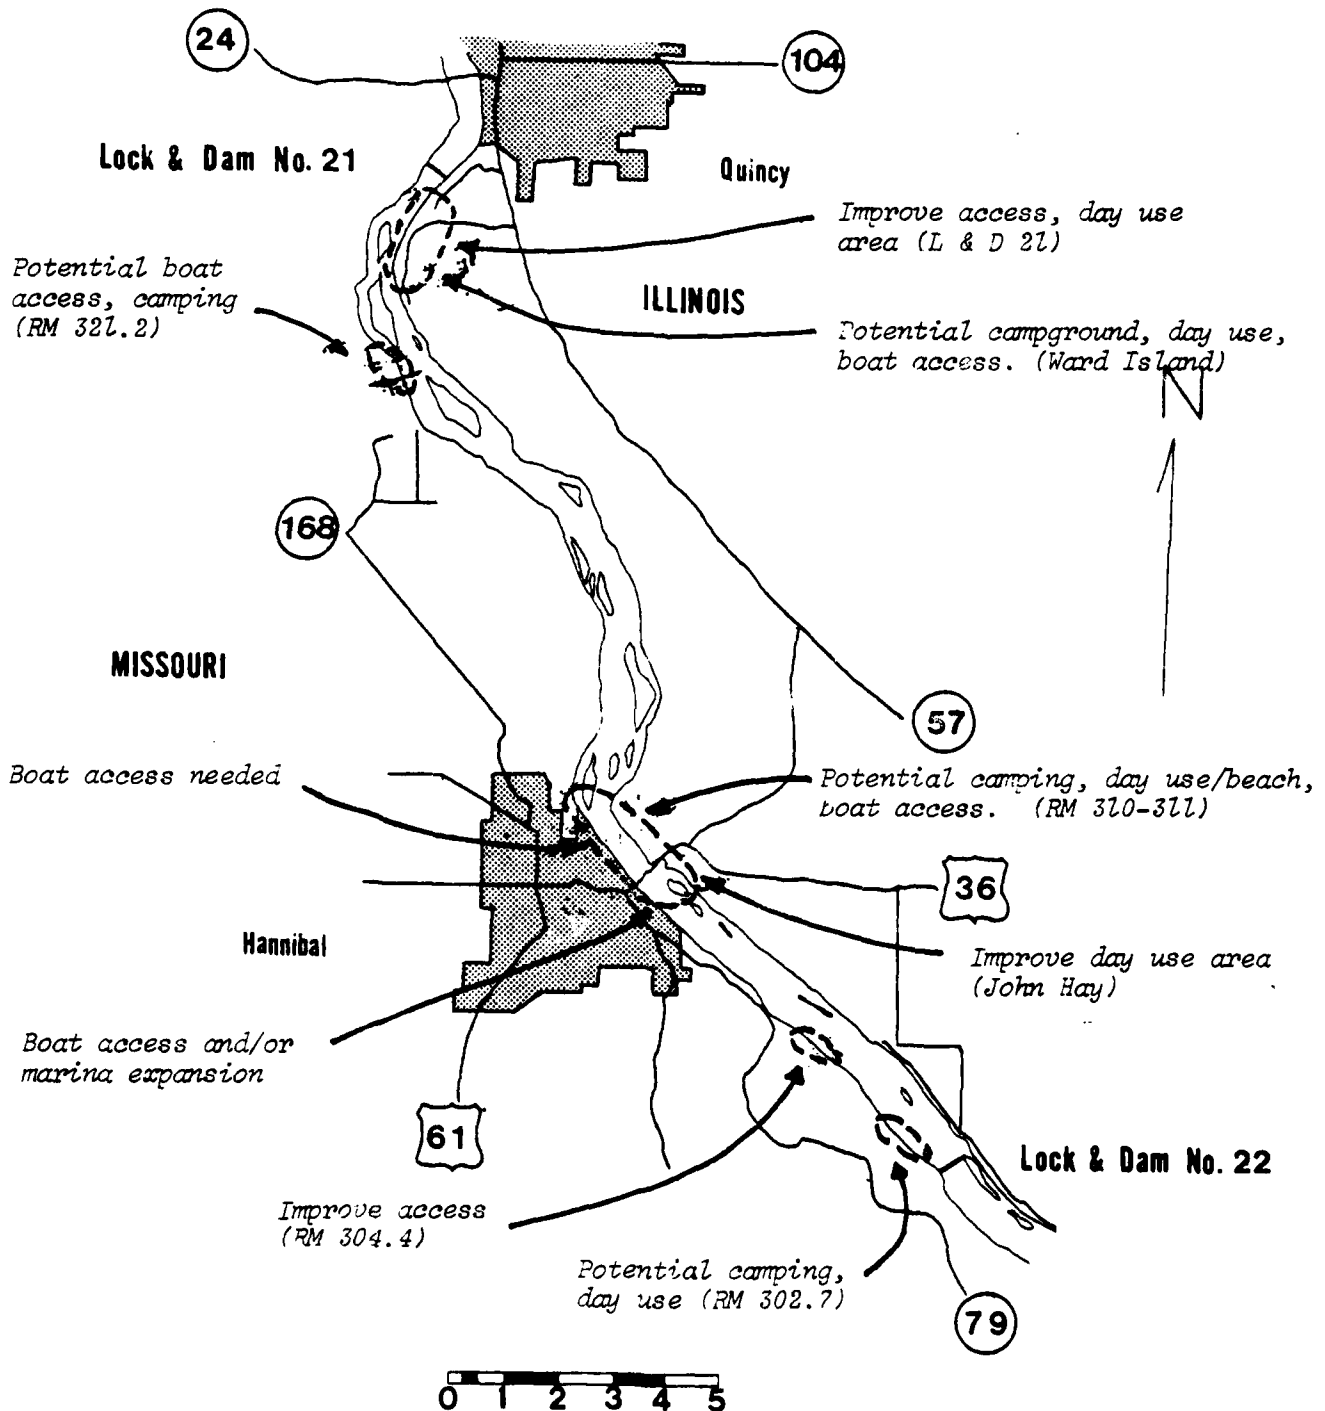 24
104
Lock & Dam No. 21
Quincy
Improve access, day use
area (L & D 21)
Potential boat
access, camping
(RM 321.2)
ILLINOIS
Potential campground, day use,
boat access. (Ward Island)
N
168
MISSOURI
57
Boat access needed
Potential camping, day use/beach,
boat access. (RM 310-311)
36
Hannibal
Improve day use area
(John Hay)
Boat access and/or
marina expansion
61
Lock & Dam No. 22
Improve access
(RM 304.4)
Potential camping,
day use (RM 302.7)
79
0 1 2 3 4 5